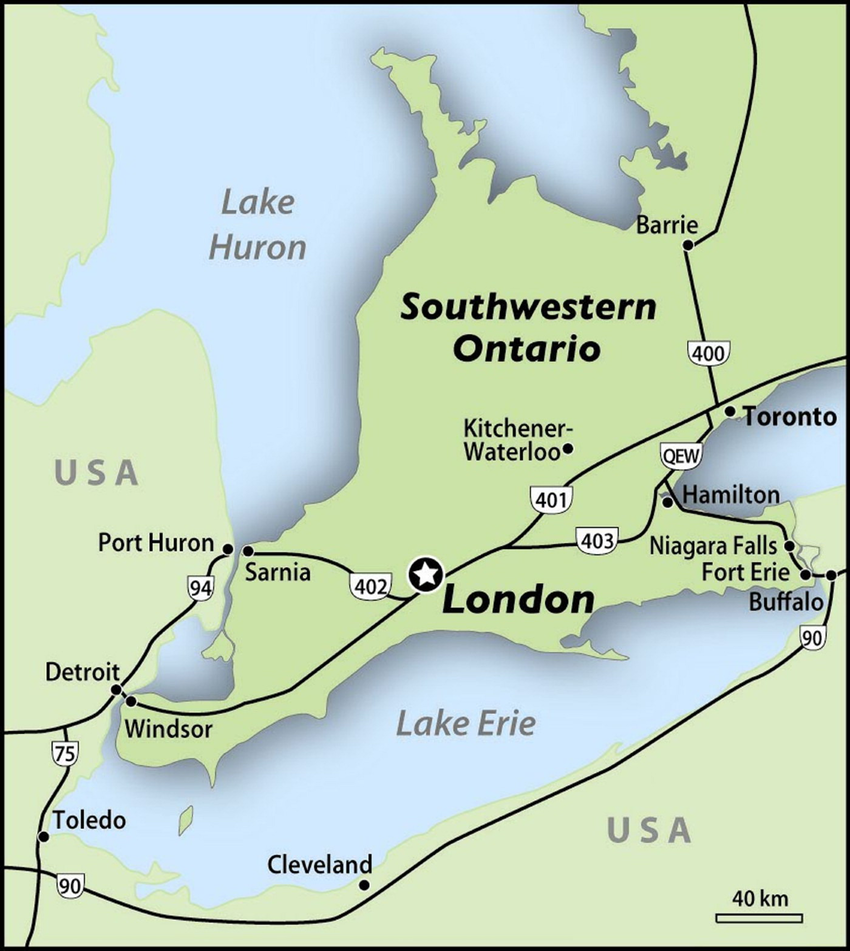 Lake
Huron
Barrie
Southwestern
Ontario
400
Kitchener-
Waterloo
Toronto
QEW
USA
401
Hamilton
403
Port Huron
Sarnia
Niagara Falls
Fort Erie
402
94
London
Buffalo
90
Detroit
Windsor
Lake Erie
75
Toledo
USA
Cleveland
90
40 km